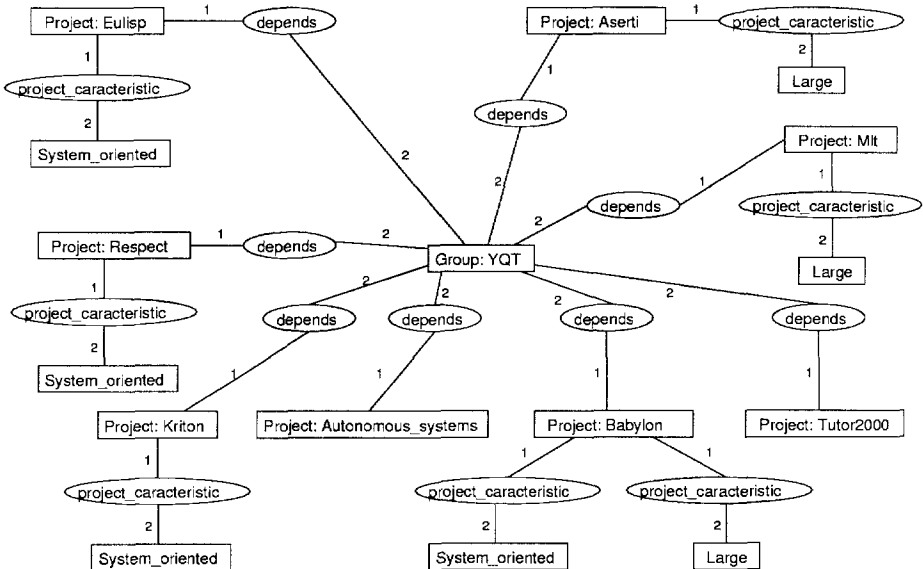 Project: Eulisp
1
depends
Project: Aserti
1
project_caracteristic
1
1
2
Large
project_caracteristic
depends
2
2
Project: Mlt
System_oriented
2
2
1
1
depends
project_caracteristic
2
2
Project: Respect
1
depends
2
Group: YQT
Large
1
2
2
2
2
project_caracteristic
depends
depends
depends
depends
2
System_oriented
1
1
1
1
Project: Kriton
Project: Autonomous_systems
Project: Babylon
Project: Tutor2000
1
1
1
project_caracteristic
project_caracteristic
project_caracteristic
2
2
2
System_oriented
System_oriented
Large